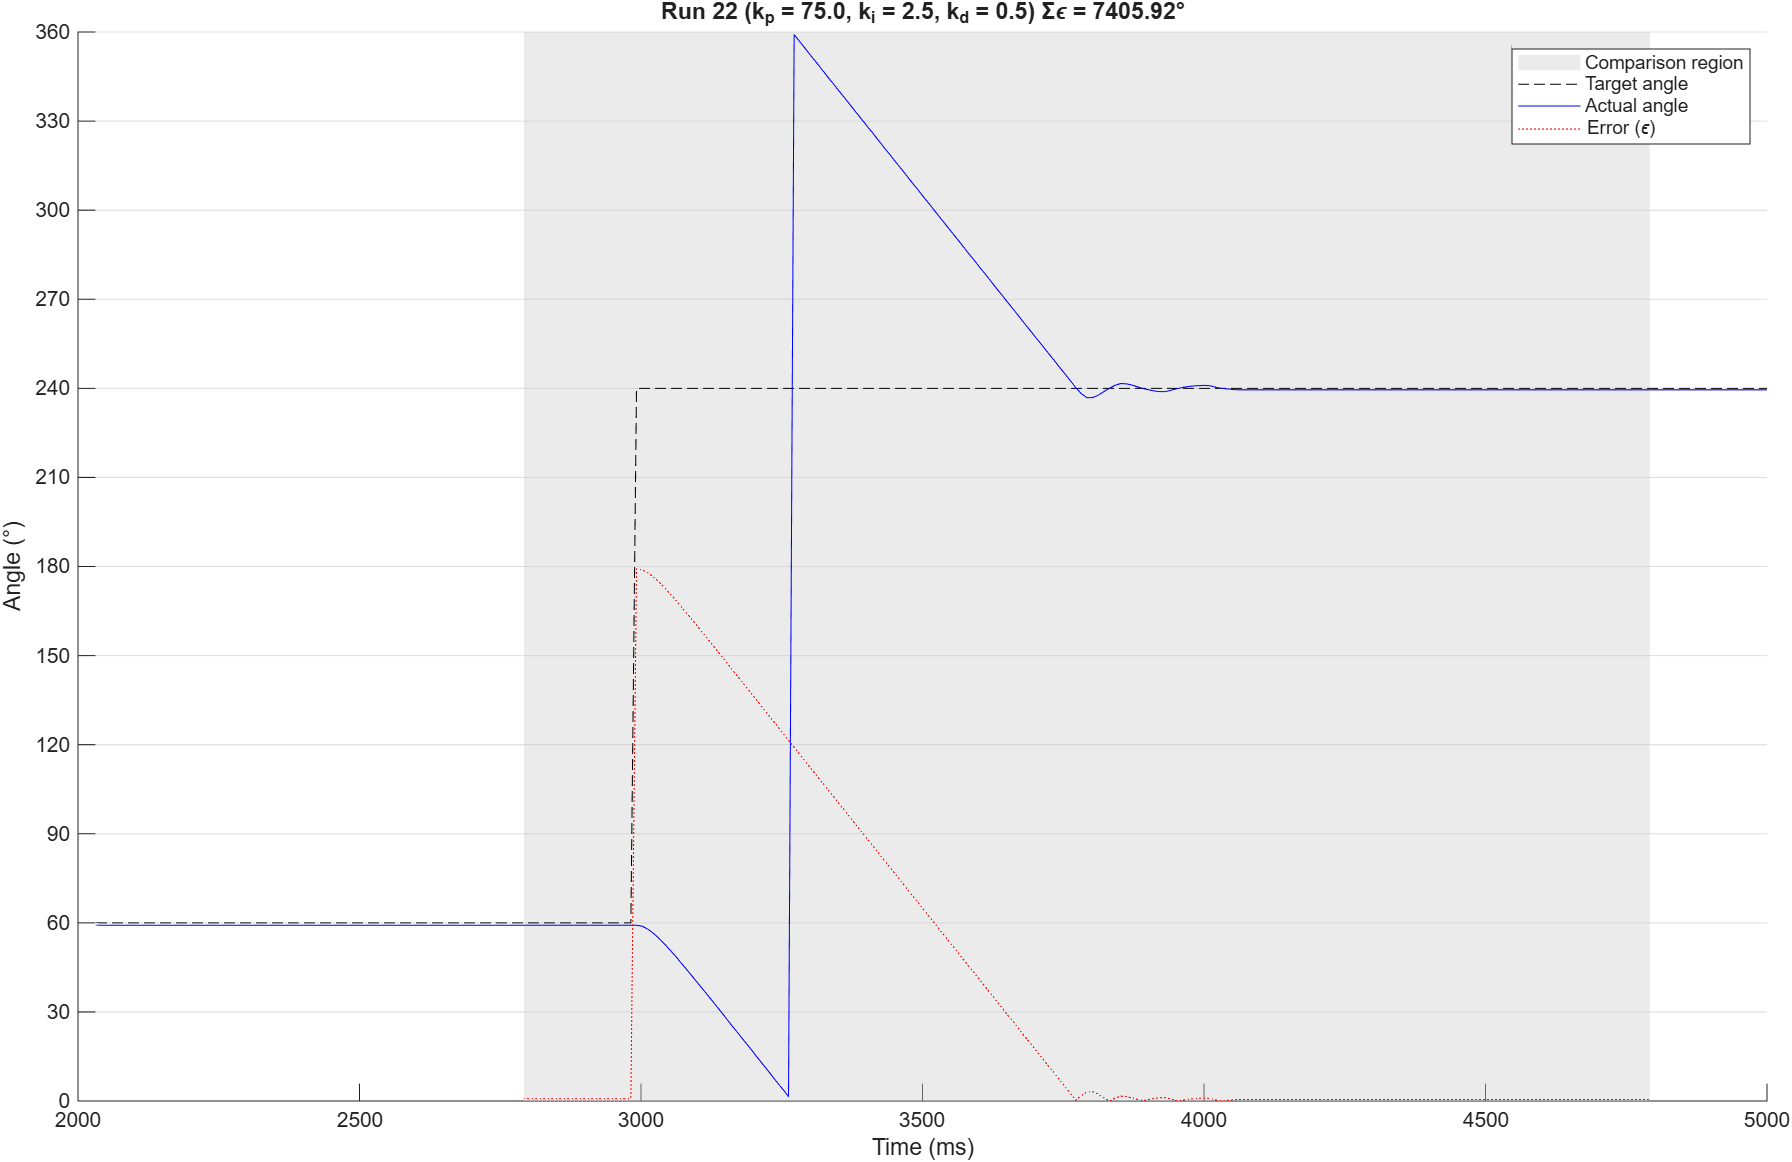 Run 22 (kp = 75.0, ki = 2.5, kd = 0.5) Σϵ = 7405.92°
360
330
300
270
240
210
180
150
120
90
60
30
0
Angle (°)
Comparison region
Target angle
Actual angle
Error (ϵ)
2000
2500
3000
3500
4000
4500
5000
Time (ms)